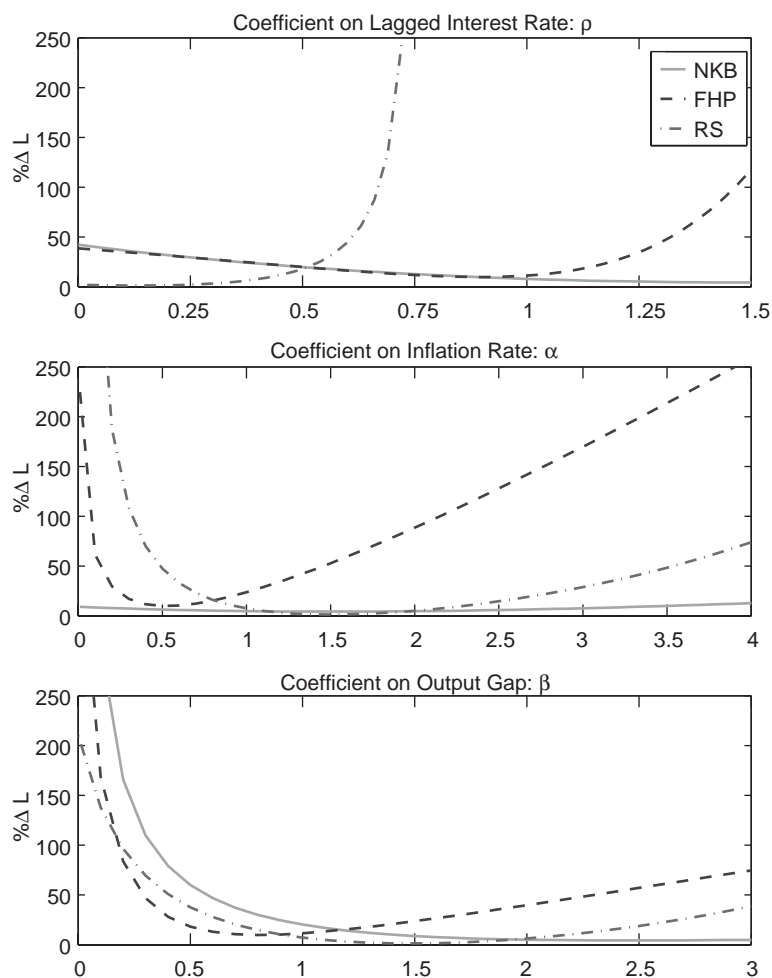 Coefficient on Lagged Interest Rate: ρ
250
200
150
100
50
0
%Δ L
NKB
FHP
RS
0 0.25 0.5 0.75 1 1.25 1.5
Coefficient on Inflation Rate: α
250
200
150
100
50
0
%Δ L
0 0.5 1 1.5 2 2.5 3 3.5 4
Coefficient on Output Gap: β
250
200
150
100
50
0
%Δ L
0 0.5 1 1.5 2 2.5 3